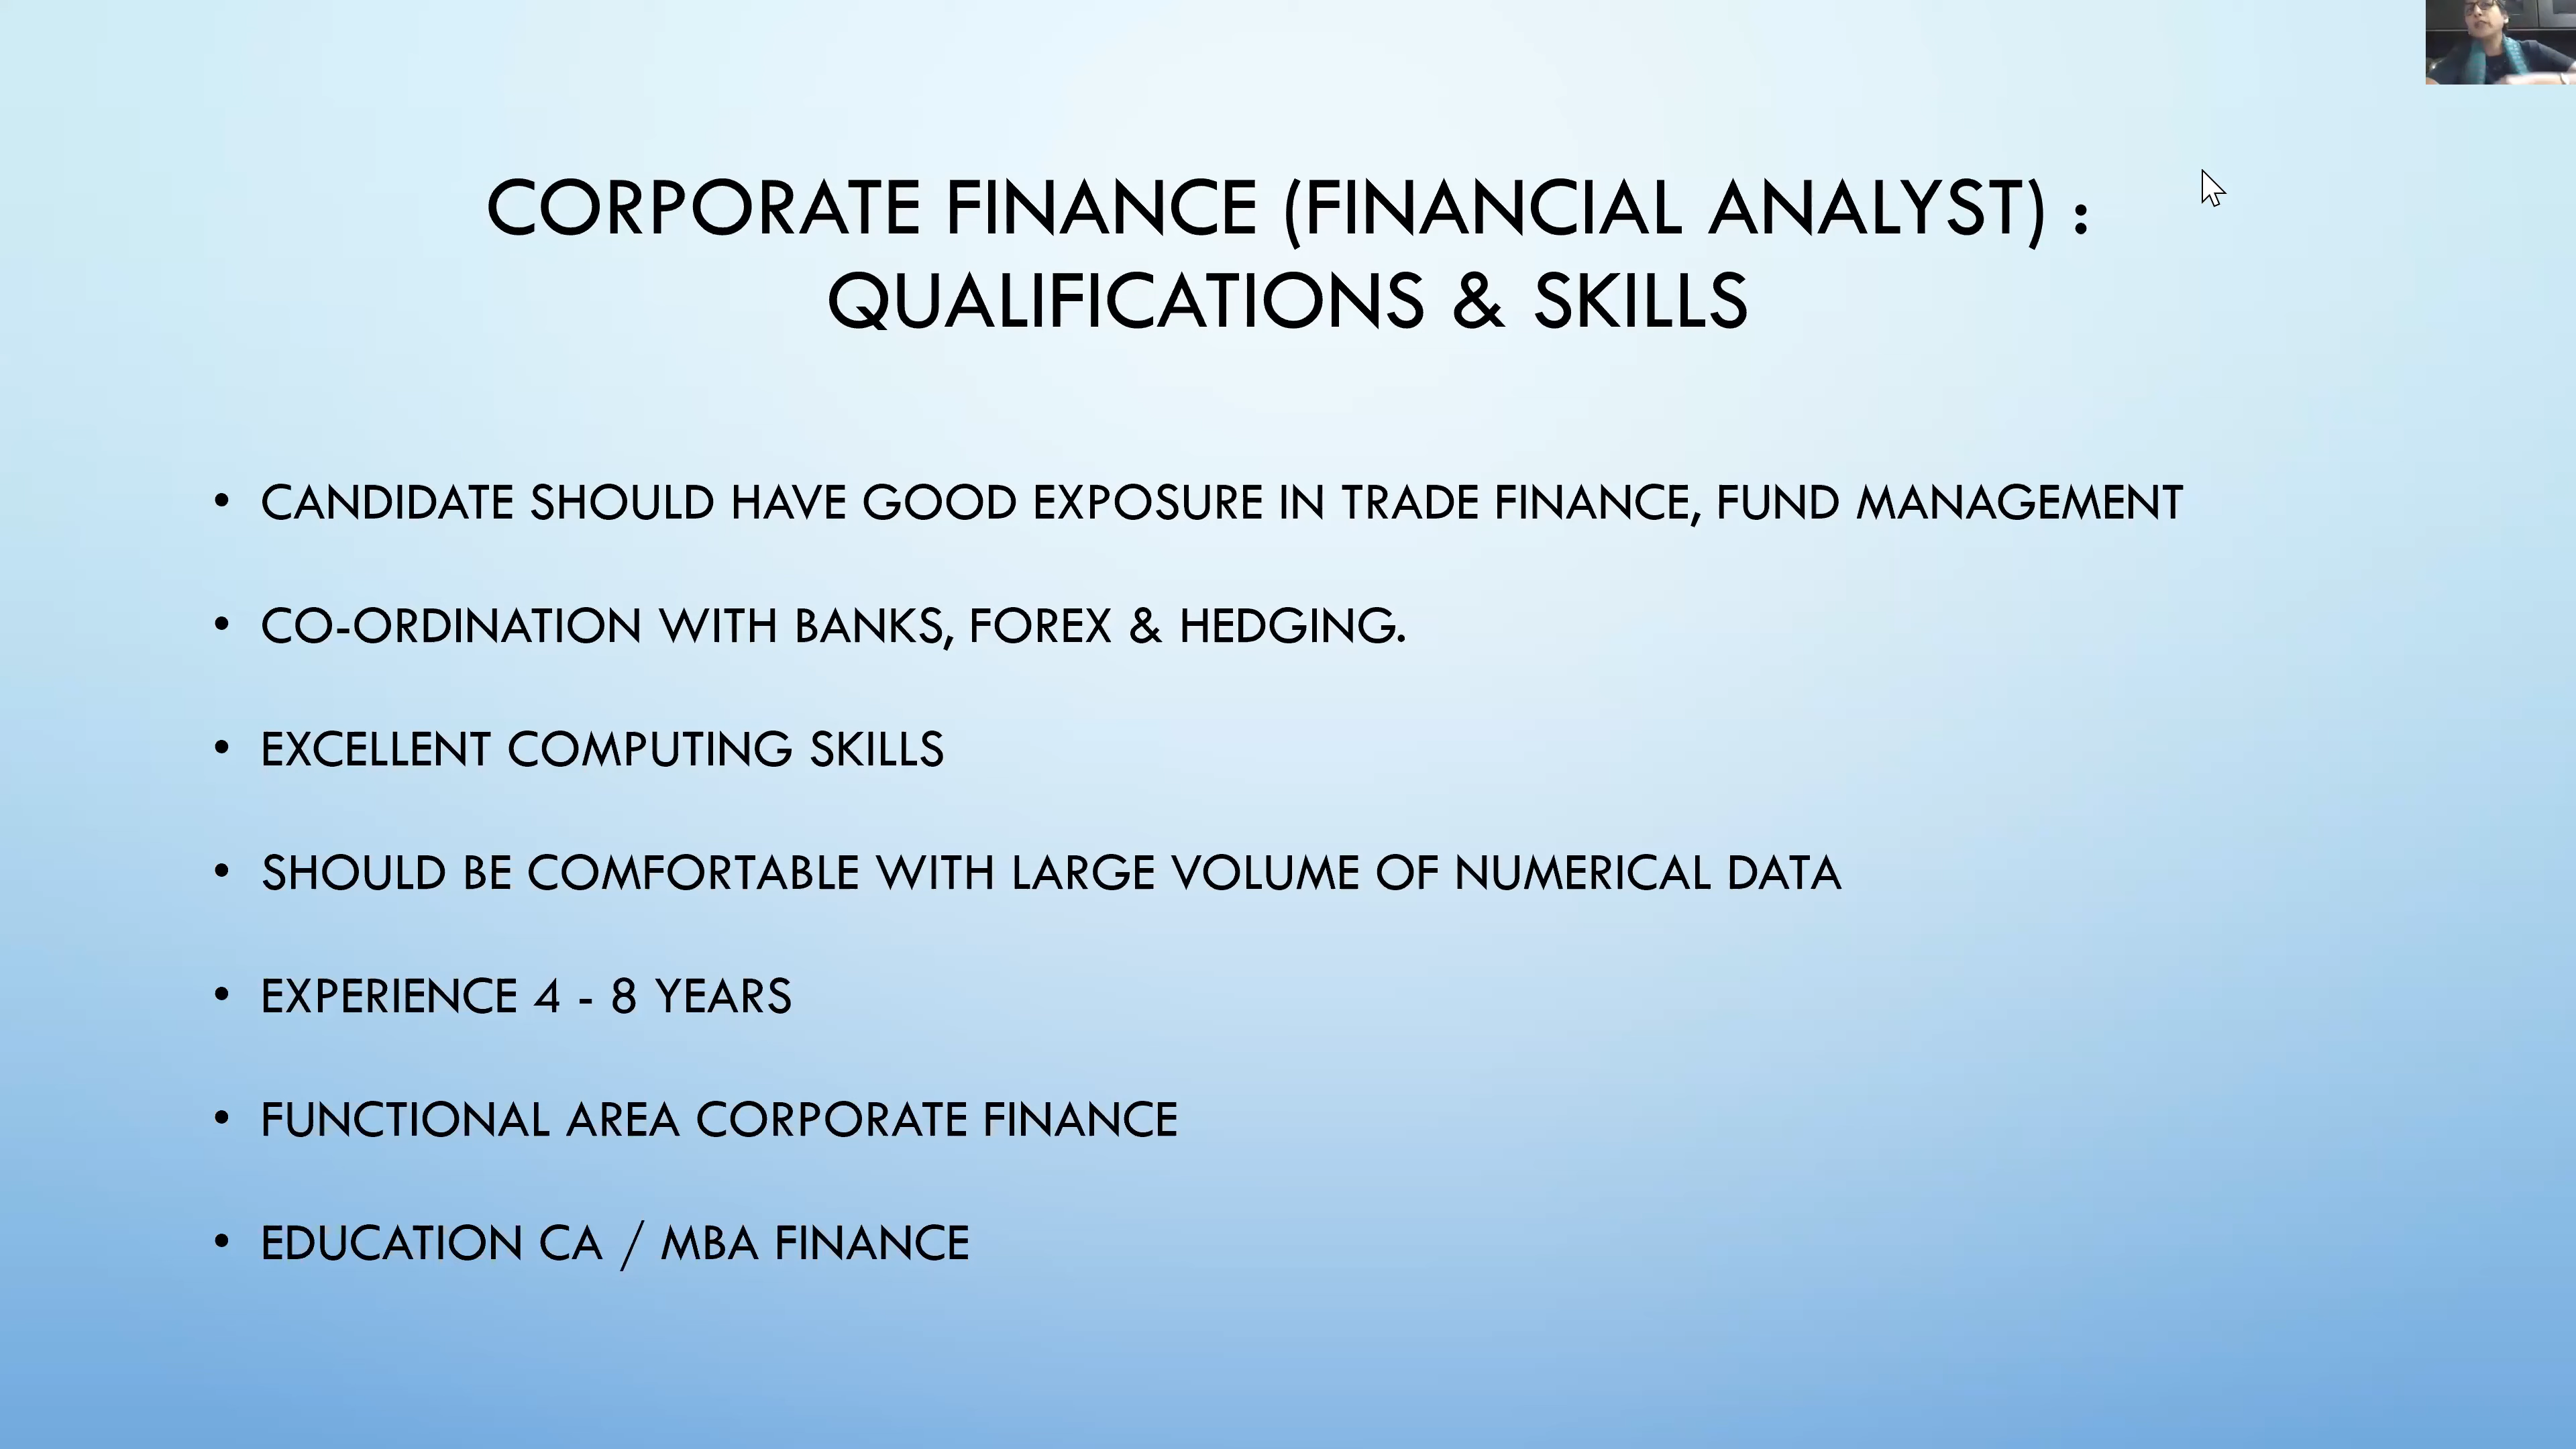 CORPORATE FINANCE (FINANCIAL ANALYST) :
QUALIFICATIONS & SKILLS
• CANDIDATE SHOULD HAVE GOOD EXPOSURE IN TRADE FINANCE, FUND MANAGEMENT
• CO-ORDINATION WITH BANKS, FOREX & HEDGING.
• EXCELLENT COMPUTING SKILLS
• SHOULD BE COMFORTABLE WITH LARGE VOLUME OF NUMERICAL DATA
• EXPERIENCE 4 - 8 YEARS
• FUNCTIONAL AREA CORPORATE FINANCE
• EDUCATION CA / MBA FINANCE